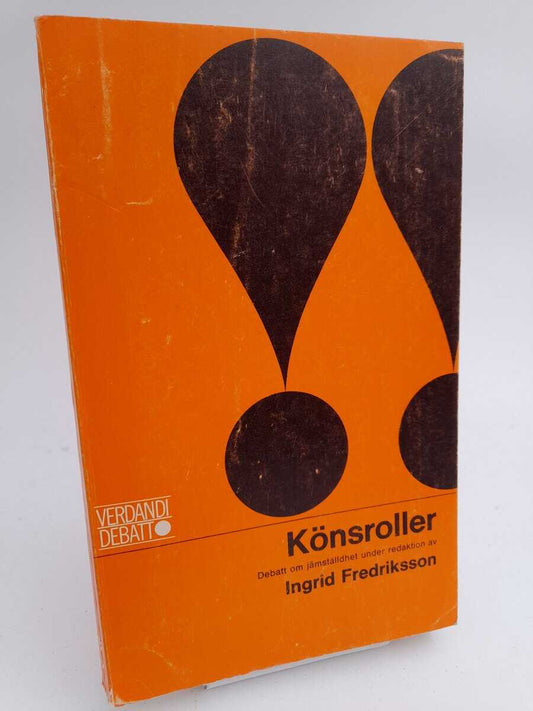 VERDANDI
DEBATT
Könsroller
Debatt om jämställdhet under redaktion av
Ingrid Fredriksson